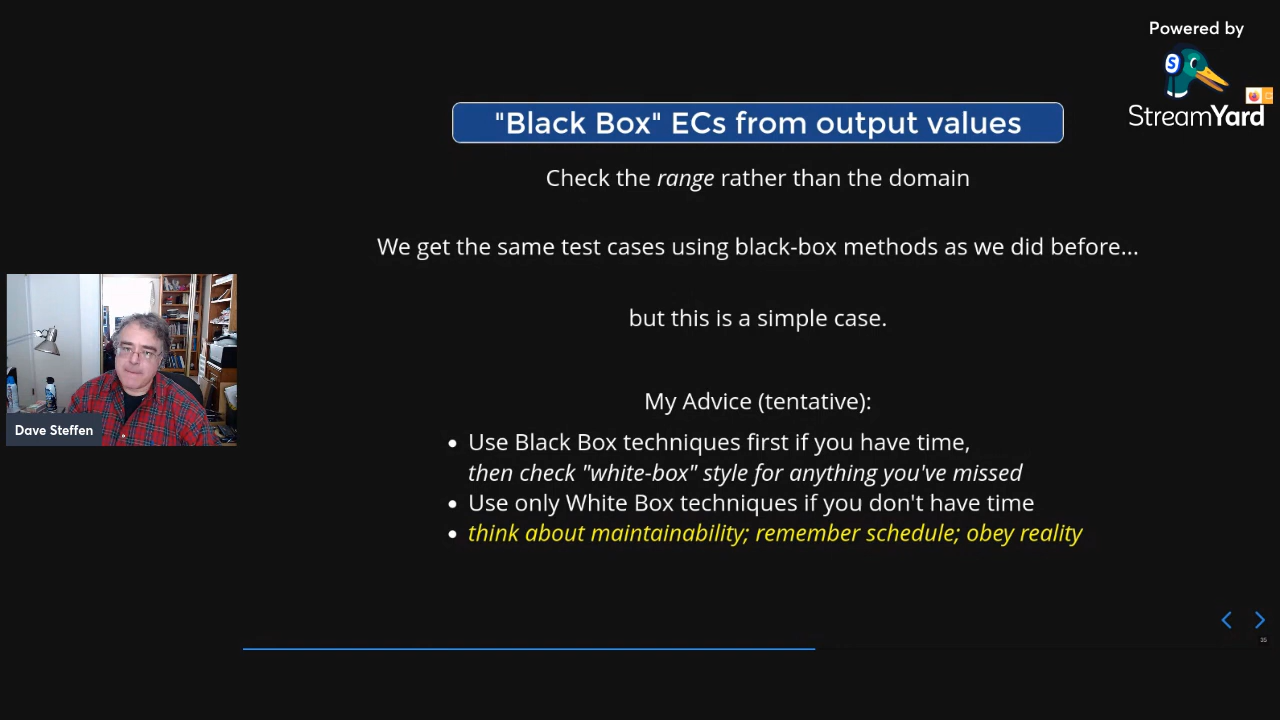 Powered by
StreamYard
"Black Box" ECs from output values
Check the range rather than the domain
We get the same test cases using black-box methods as we did before...
but this is a simple case.
My Advice (tentative):
• Use Black Box techniques first if you have time,
then check "white-box" style for anything you've missed
• Use only White Box techniques if you don't have time
• think about maintainability; remember schedule; obey reality
Dave Steffen